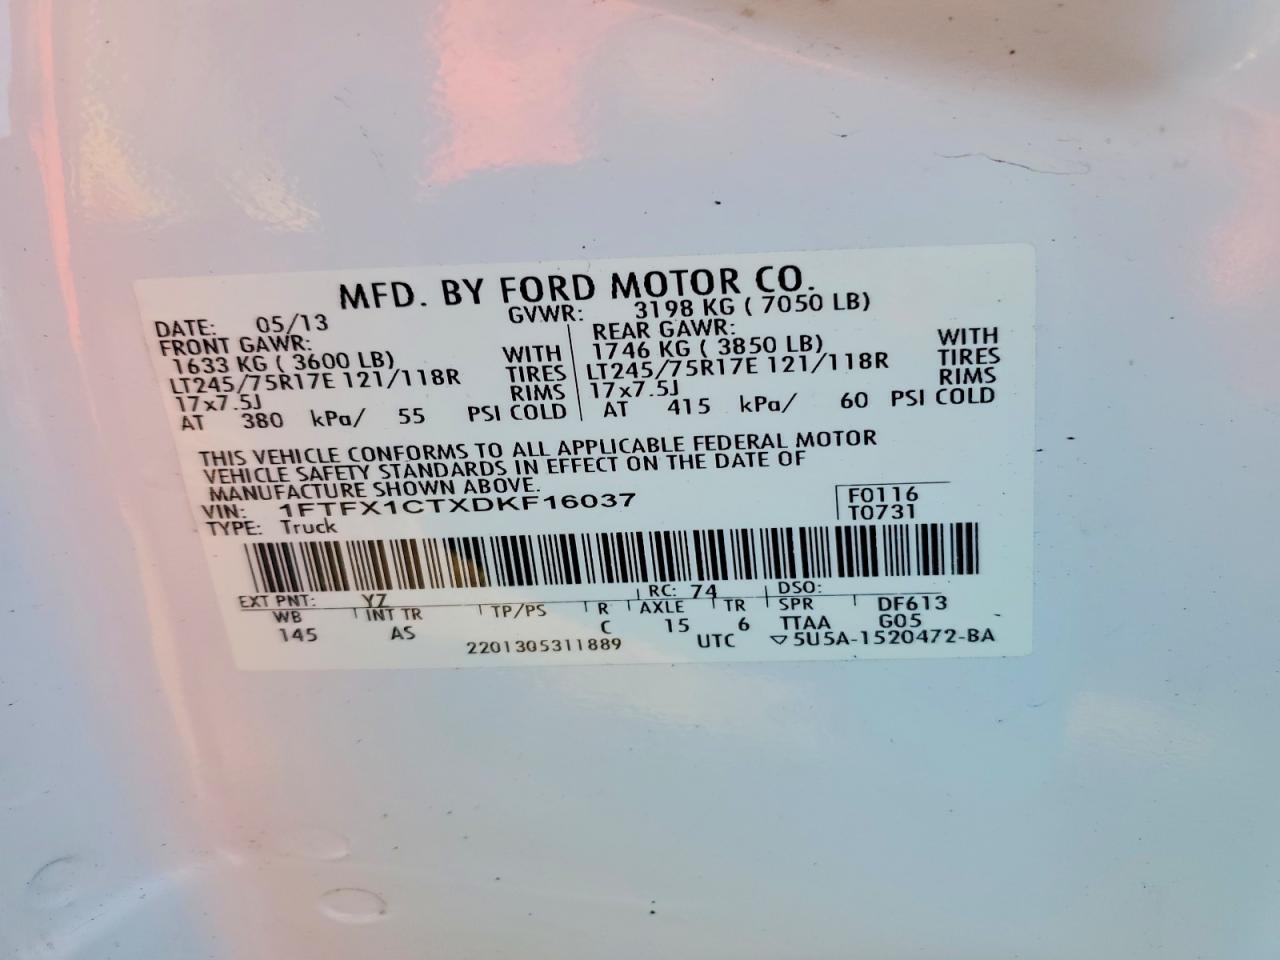 MFD. BY FORD MOTOR CO.
DATE: 05/13 GVWR: 3198 KG ( 7050 LB)
FRONT GAWR: REAR GAWR:
1633 KG ( 3600 LB) WITH 1746 KG ( 3850 LB) WITH
LT245/75R17E 121/118R TIRES LT245/75R17E 121/118R TIRES
17x7.5J RIMS 17x7.5J RIMS
AT 380 kPa/ 55 PSI COLD AT 415 kPa/ 60 PSI COLD
THIS VEHICLE CONFORMS TO ALL APPLICABLE FEDERAL MOTOR
VEHICLE SAFETY STANDARDS IN EFFECT ON THE DATE OF
MANUFACTURE SHOWN ABOVE.
VIN: 1FTFX1CTXDKF16037 F0116
TYPE: Truck T0731
EXT PNT: YZ RC: 74 DSO:
WB INT TR TP/PS R AXLE TR SPR DF613
145 AS C 15 6 TTAA G05
2201305311889 UTC ▽5U5A-1520472-BA